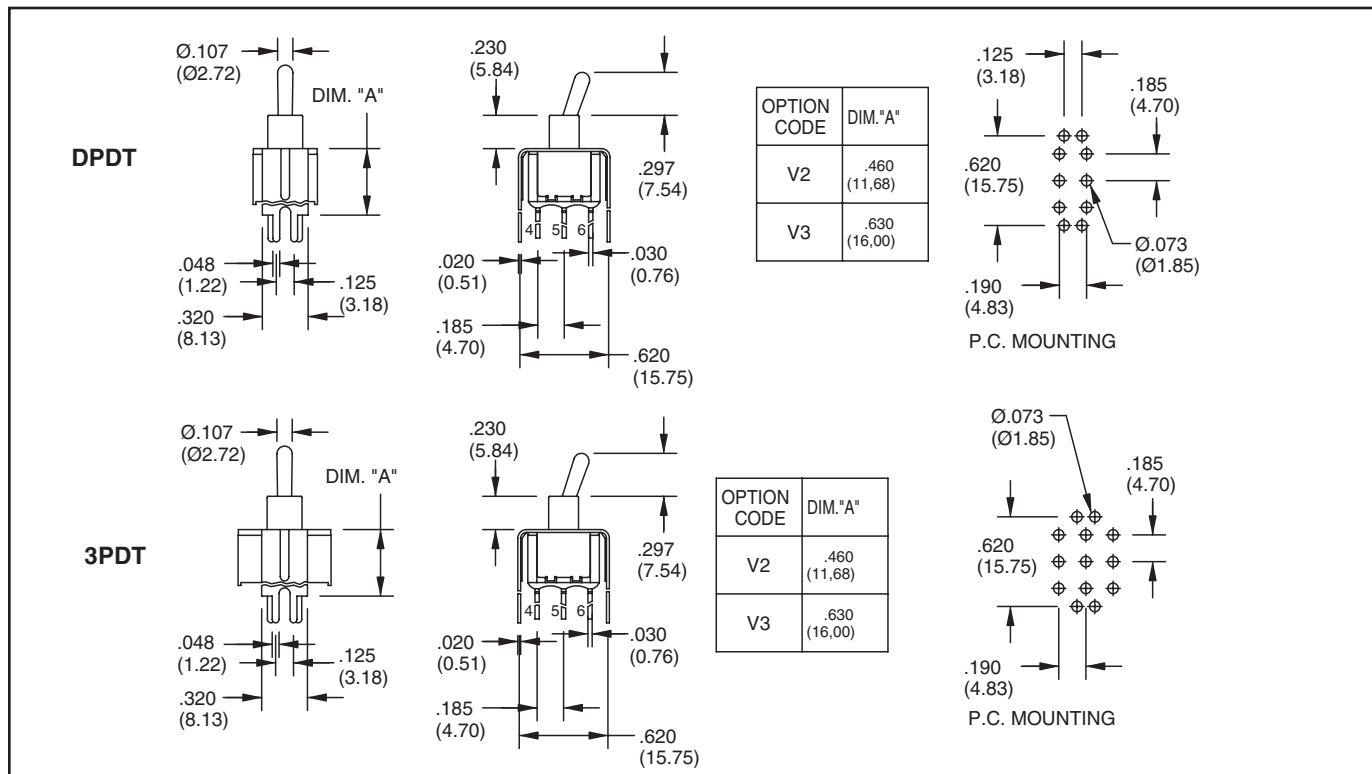 DPDT
Ø.107
(Ø2.72)
DIM. "A"
.048
(1.22)
.125
(3.18)
.320
(8.13)
.230
(5.84)
.297
(7.54)
4 5 6
.020
(0.51)
.030
(0.76)
.185
(4.70)
.620
(15.75)
OPTION CODE DIM."A"
V2 .460 (11,68)
V3 .630 (16,00)
.125
(3.18)
.185
(4.70)
.620
(15.75)
Ø.073
(Ø1.85)
.190
(4.83)
P.C. MOUNTING
3PDT
Ø.107
(Ø2.72)
DIM. "A"
.048
(1.22)
.125
(3.18)
.320
(8.13)
.230
(5.84)
.297
(7.54)
4 5 6
.020
(0.51)
.030
(0.76)
.185
(4.70)
.620
(15.75)
OPTION CODE DIM."A"
V2 .460 (11,68)
V3 .630 (16,00)
Ø.073
(Ø1.85)
.185
(4.70)
.620
(15.75)
.190
(4.83)
P.C. MOUNTING